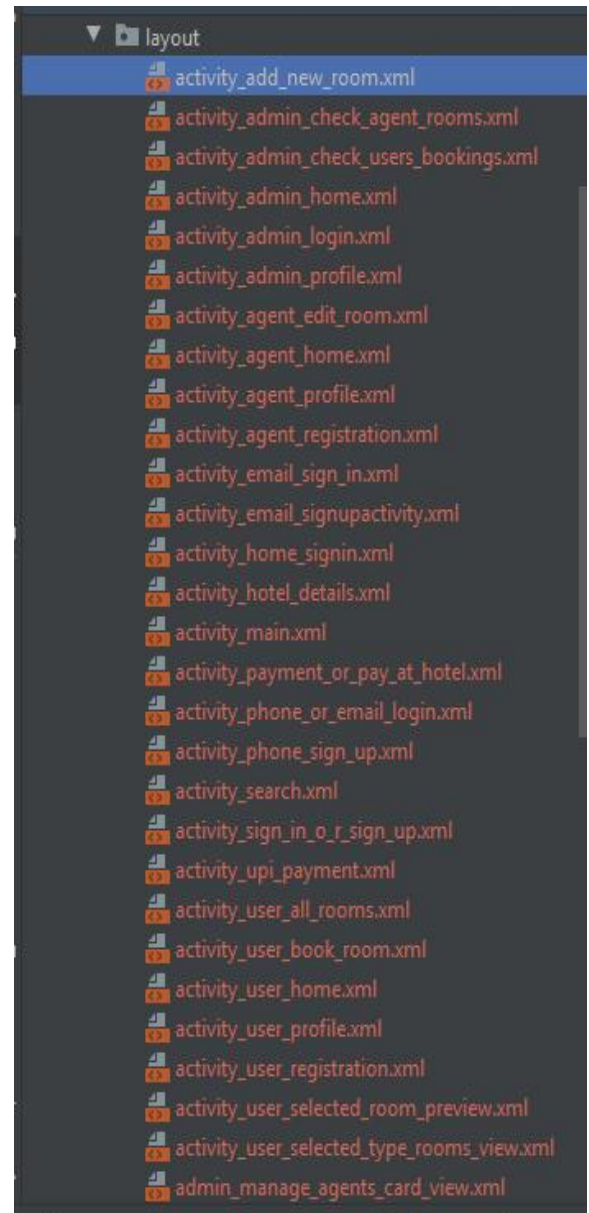 layout
activity_add_new_room.xml
activity_admin_check_agent_rooms.xml
activity_admin_check_users_bookings.xml
activity_admin_home.xml
activity_admin_login.xml
activity_admin_profile.xml
activity_agent_edit_room.xml
activity_agent_home.xml
activity_agent_profile.xml
activity_agent_registration.xml
activity_email_sign_in.xml
activity_email_signupactivity.xml
activity_home_signin.xml
activity_hotel_details.xml
activity_main.xml
activity_payment_or_pay_at_hotel.xml
activity_phone_or_email_login.xml
activity_phone_sign_up.xml
activity_search.xml
activity_sign_in_o_r_sign_up.xml
activity_upi_payment.xml
activity_user_all_rooms.xml
activity_user_book_room.xml
activity_user_home.xml
activity_user_profile.xml
activity_user_registration.xml
activity_user_selected_room_preview.xml
activity_user_selected_type_rooms_view.xml
admin_manage_agents_card_view.xml